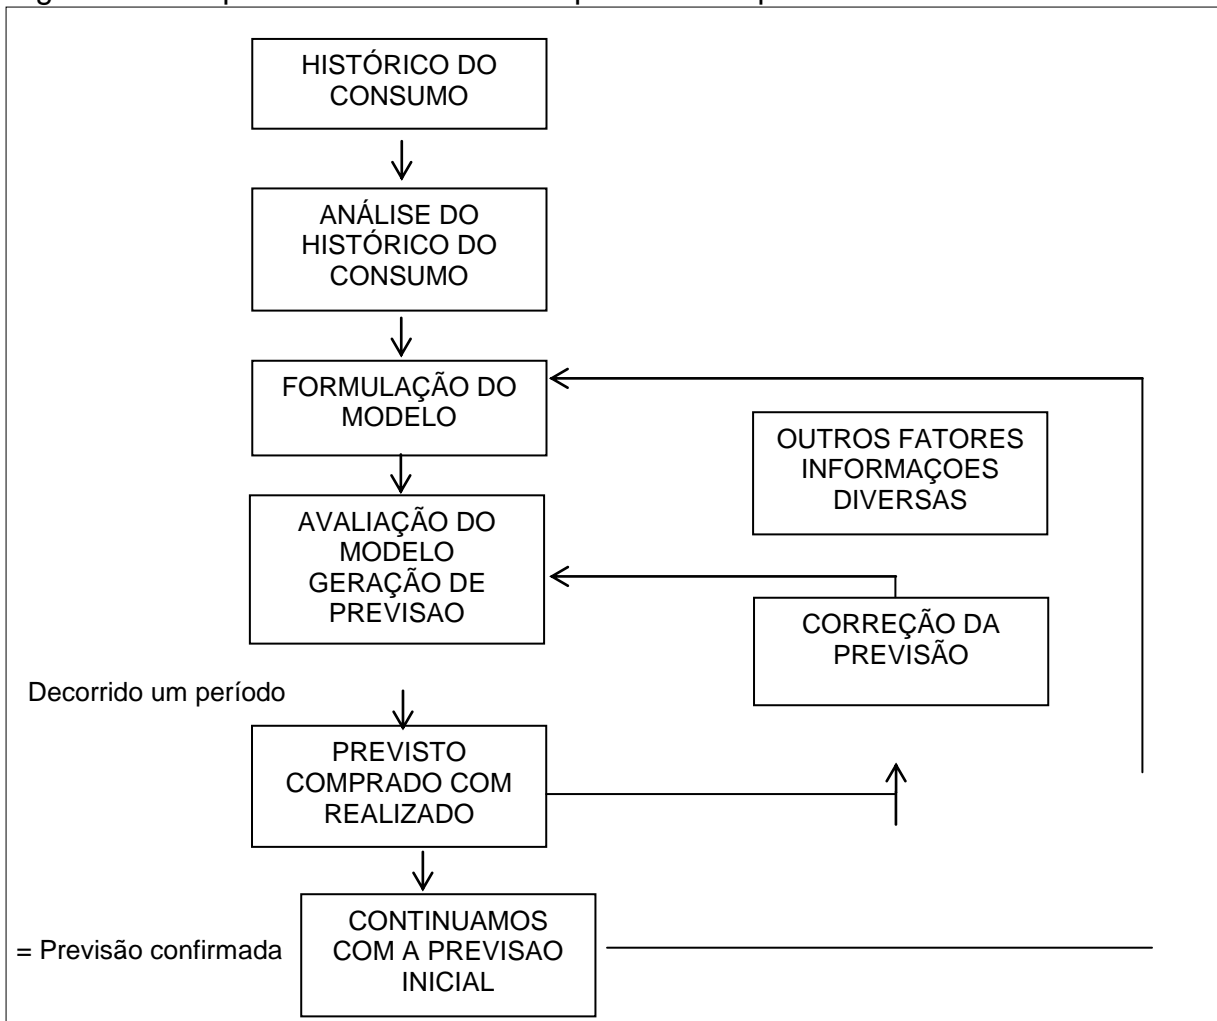 HISTÓRICO DO
CONSUMO
ANÁLISE DO
HISTÓRICO DO
CONSUMO
FORMULAÇÃO DO
MODELO
OUTROS FATORES
INFORMAÇOES
DIVERSAS
AVALIAÇÃO DO
MODELO
GERAÇÃO DE
PREVISAO
CORREÇÃO DA
PREVISÃO
Decorrido um período
PREVISTO
COMPRADO COM
REALIZADO
CONTINUAMOS
COM A PREVISAO
INICIAL
= Previsão confirmada